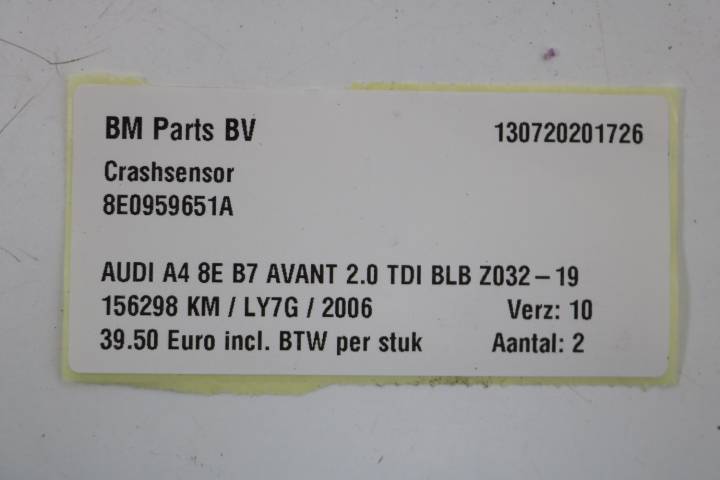 BM Parts BV 130720201726
Crashsensor
8E0959651A
AUDI A4 8E B7 AVANT 2.0 TDI BLB Z032-19
156298 KM / LY7G / 2006 Verz: 10
39.50 Euro incl. BTW per stuk Aantal: 2